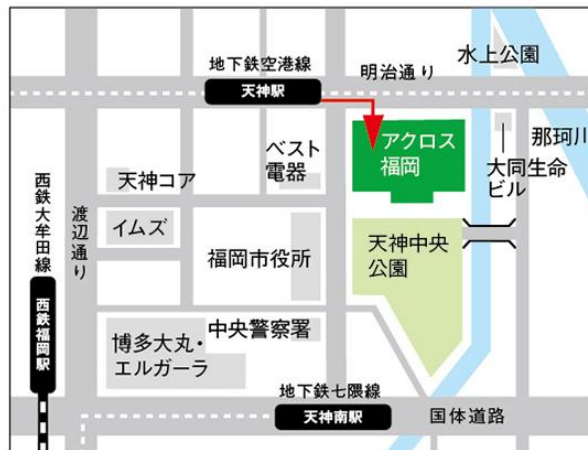 地下鉄空港線
天神駅
明治通り
水上公園
アクロス
福岡
ベスト
電器
天神コア
大同生命
ビル
那珂川
イムズ
渡辺通り
西鉄大牟田線
西鉄福岡駅
福岡市役所
天神中央
公園
中央警察署
博多大丸・
エルガーラ
地下鉄七隈線
天神南駅
国体道路